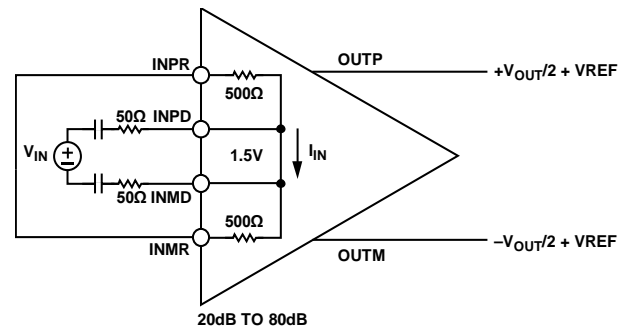 INPR
500Ω
OUTP
+VOUT/2 + VREF
50Ω INPD
VIN
1.5V
IIN
50Ω INMD
500Ω
INMR
OUTM
−VOUT/2 + VREF
20dB TO 80dB